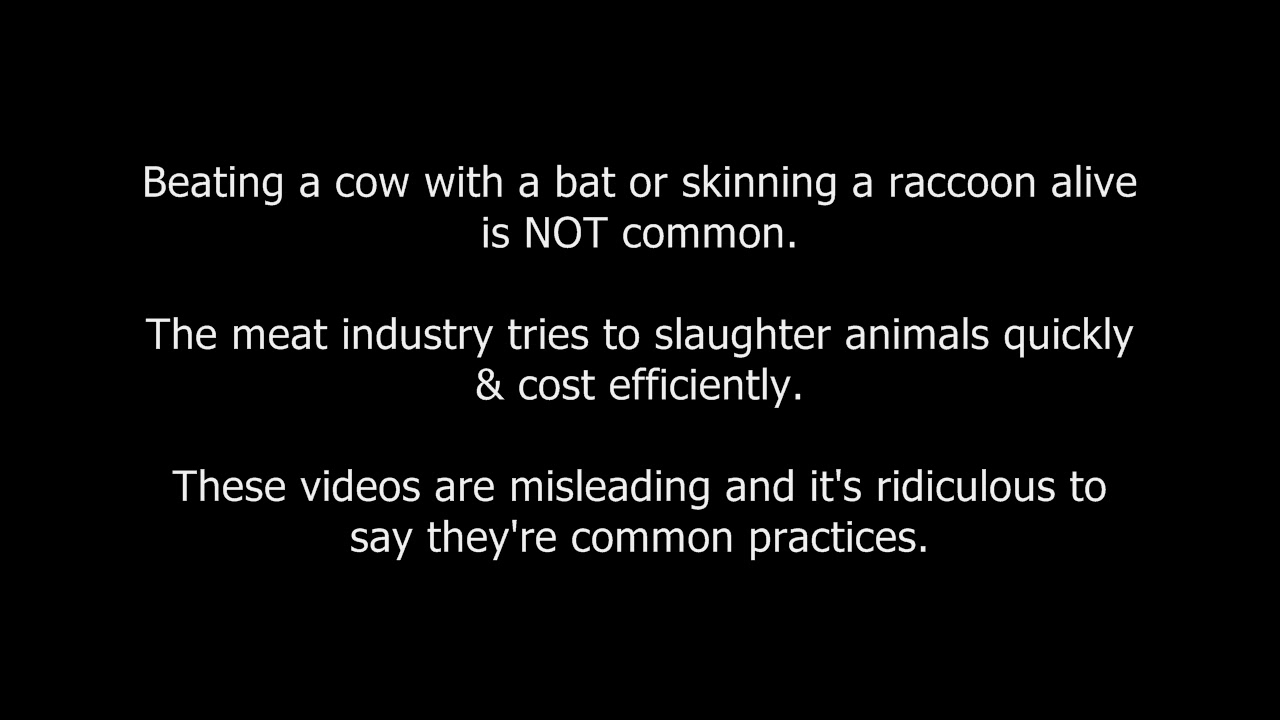 Beating a cow with a bat or skinning a raccoon alive
is NOT common.
The meat industry tries to slaughter animals quickly
& cost efficiently.
These videos are misleading and it's ridiculous to
say they're common practices.